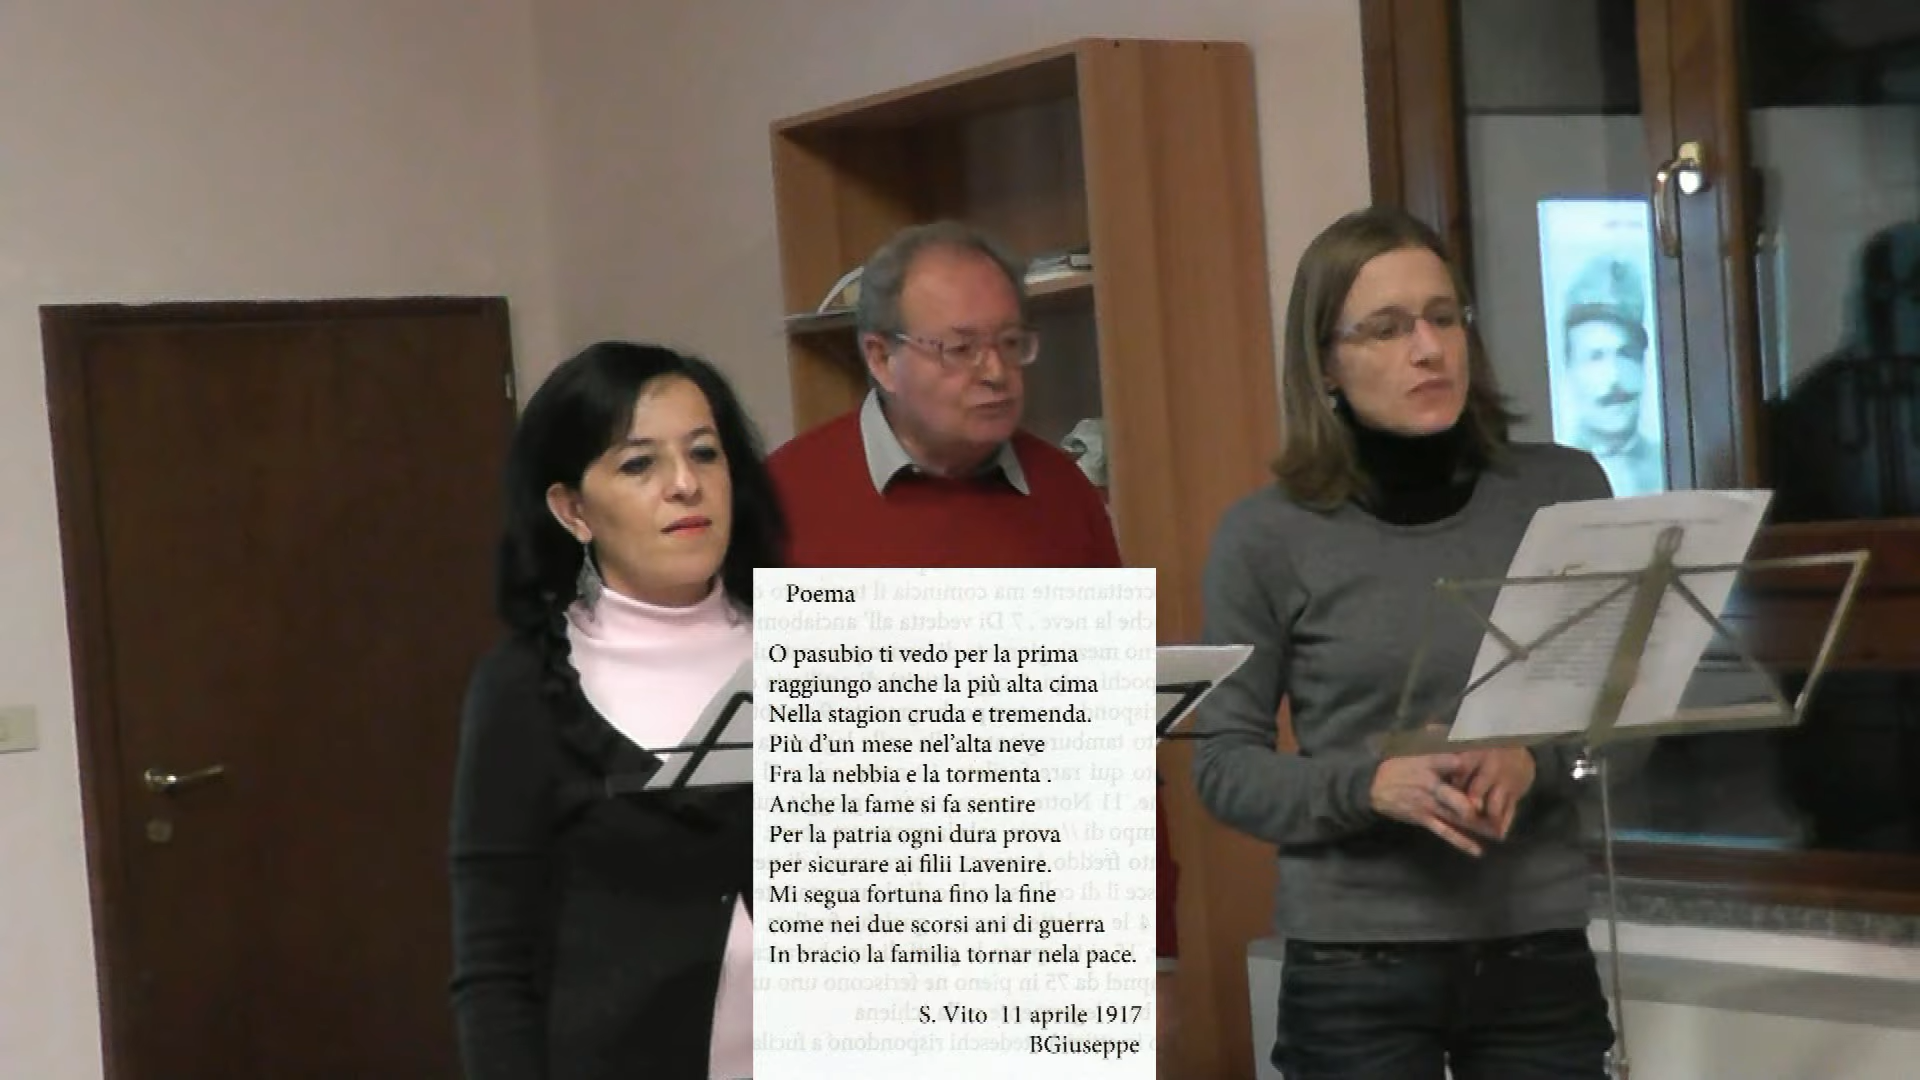 Poema
O pasubio ti vedo per la prima
raggiungo anche la più alta cima
Nella stagion cruda e tremenda.
Più d'un mese nel'alta neve
Fra la nebbia e la tormenta .
Anche la fame si fa sentire
Per la patria ogni dura prova
per sicurare ai filii Lavenire.
Mi segua fortuna fino la fine
come nei due scorsi ani di guerra
In bracio la familia tornar nela pace.
S. Vito 11 aprile 1917
BGiuseppe